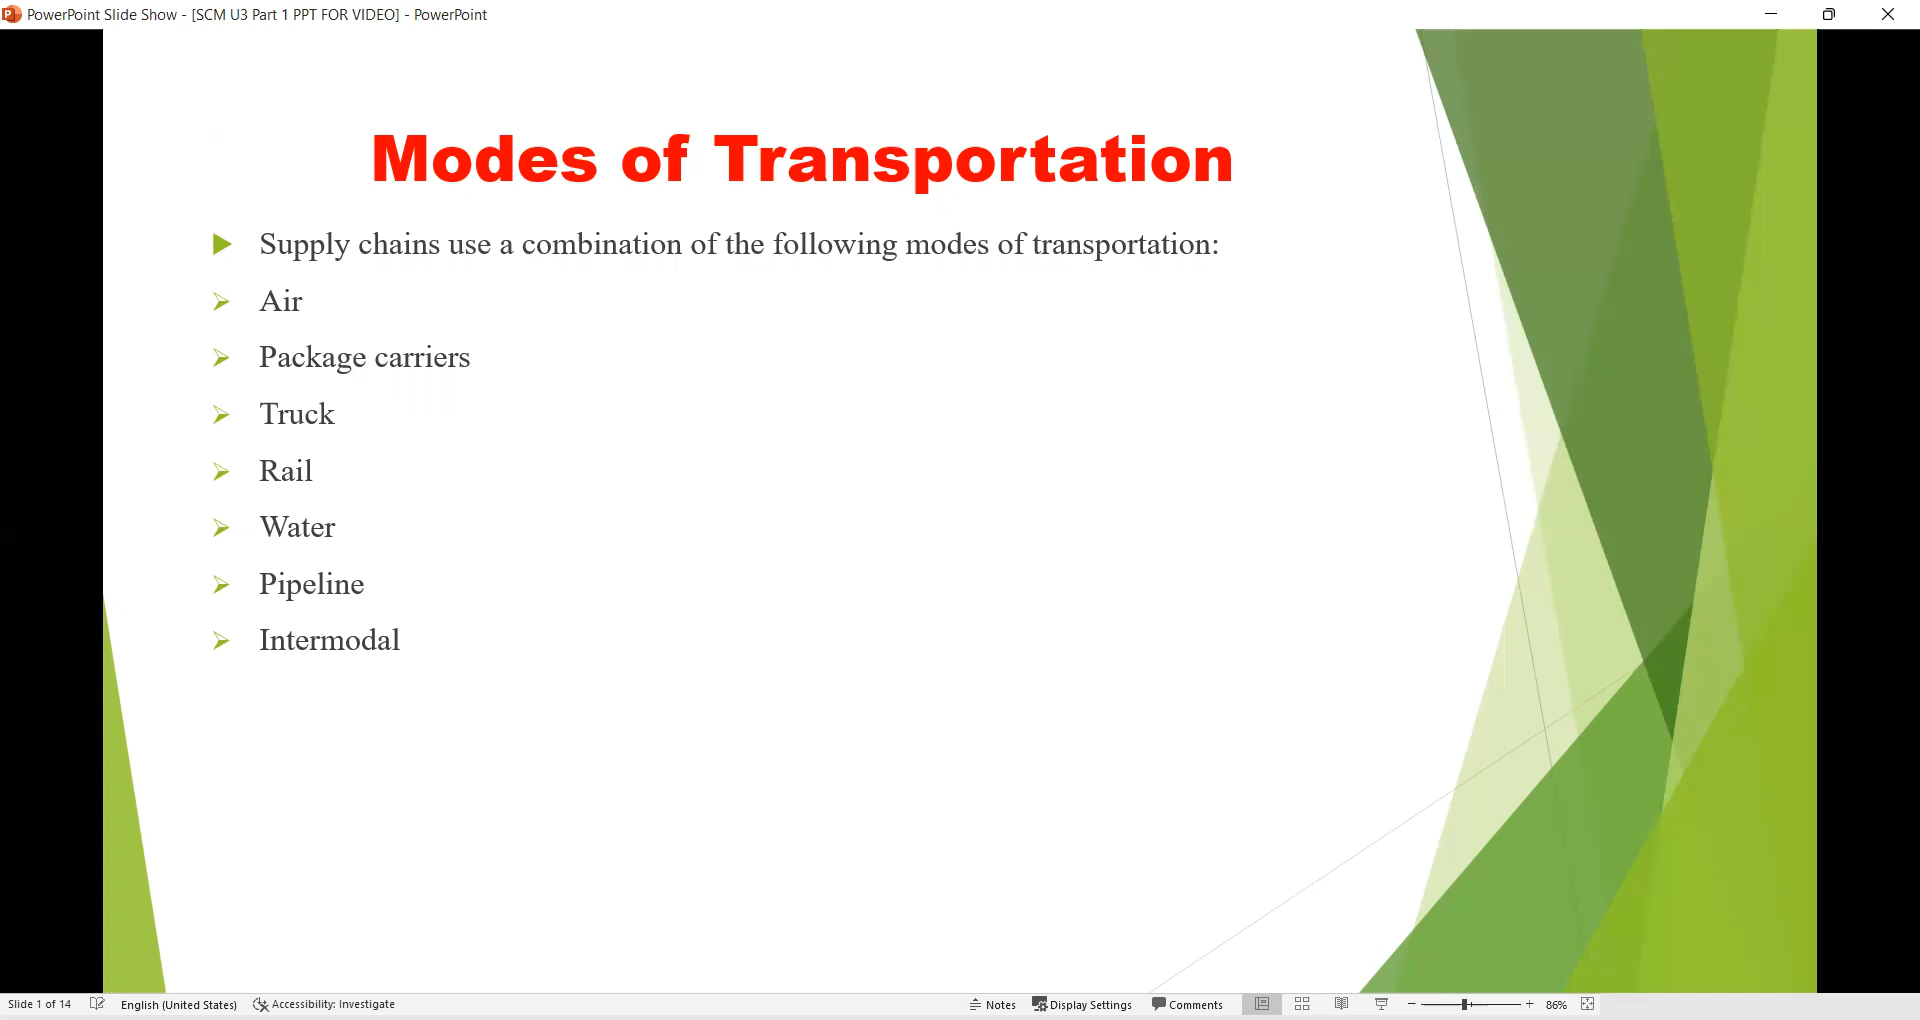 PowerPoint Slide Show - [SCM U3 Part 1 PPT FOR VIDEO] - PowerPoint
Modes of Transportation
Supply chains use a combination of the following modes of transportation:
Air
Package carriers
Truck
Rail
Water
Pipeline
Intermodal
Slide 1 of 14 English (United States) Accessibility: Investigate Notes Display Settings Comments 86%